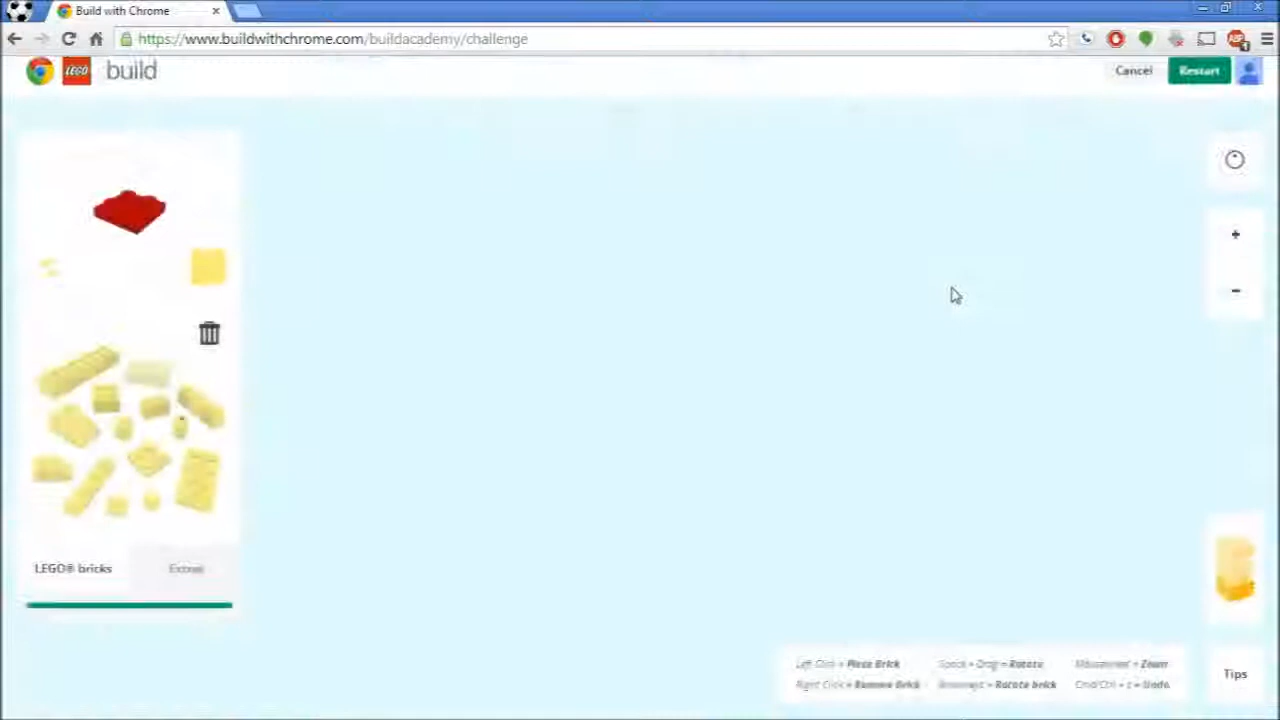 Build with Chrome
https://www.buildwithchrome.com/buildacademy/challenge
ABP
LEGO build
Cancel
Restart
+
-
LEGO® bricks
Extras
Left Click = Place Brick
Space + Drag = Rotate
Mousewheel = Zoom
Right Click = Remove Brick
Arrowkeys = Rotate brick
Cmd/Ctrl + z = Undo
Tips